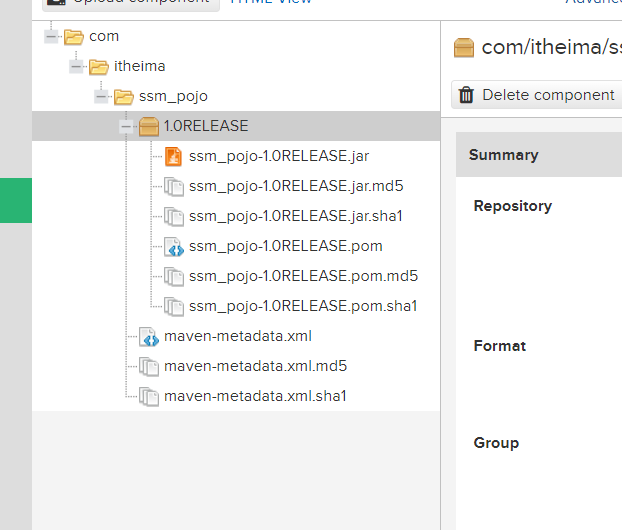 Upload component HTML View Advance
com
itheima
ssm_pojo
1.0RELEASE
ssm_pojo-1.0RELEASE.jar
ssm_pojo-1.0RELEASE.jar.md5
ssm_pojo-1.0RELEASE.jar.sha1
ssm_pojo-1.0RELEASE.pom
ssm_pojo-1.0RELEASE.pom.md5
ssm_pojo-1.0RELEASE.pom.sha1
maven-metadata.xml
maven-metadata.xml.md5
maven-metadata.xml.sha1
com/itheima/ss
Delete component
Summary
Repository
Format
Group